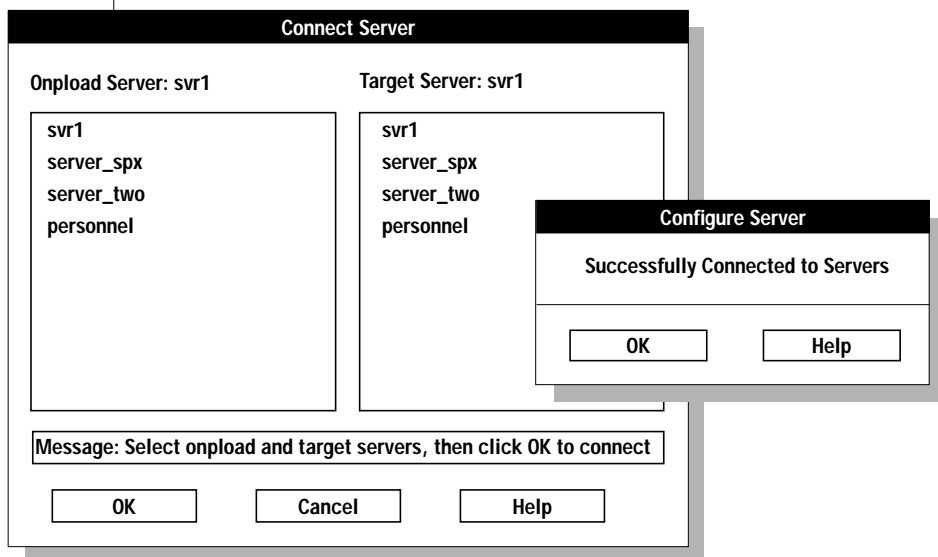 Connect Server
Onpload Server: svr1
svr1
server_spx
server_two
personnel
Target Server: svr1
svr1
server_spx
server_two
personnel
Message: Select onpload and target servers, then click OK to connect
OK
Cancel
Help
Configure Server
Successfully Connected to Servers
OK
Help